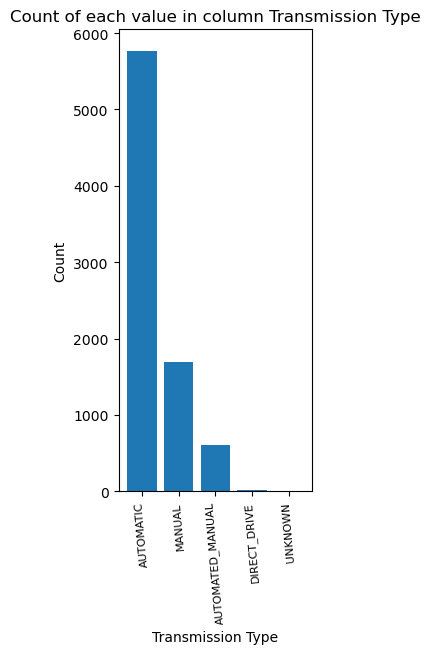 Count of each value in column Transmission Type
6000
5000
4000
3000
2000
1000
0
Count
AUTOMATIC
MANUAL
AUTOMATED_MANUAL
DIRECT_DRIVE
UNKNOWN
Transmission Type